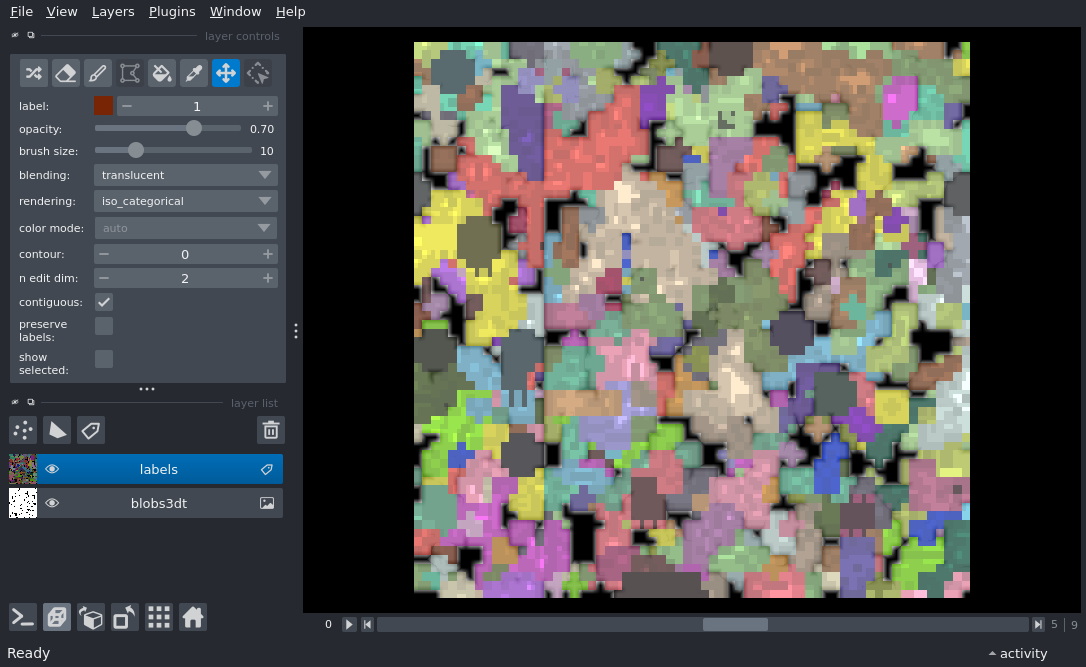 File View Layers Plugins Window Help
layer controls
label: 1
opacity: 0.70
brush size: 10
blending: translucent
rendering: iso_categorical
color mode: auto
contour: 0
n edit dim: 2
contiguous:
preserve
labels:
show
selected:
layer list
labels
blobs3dt
0 5 | 9
Ready activity